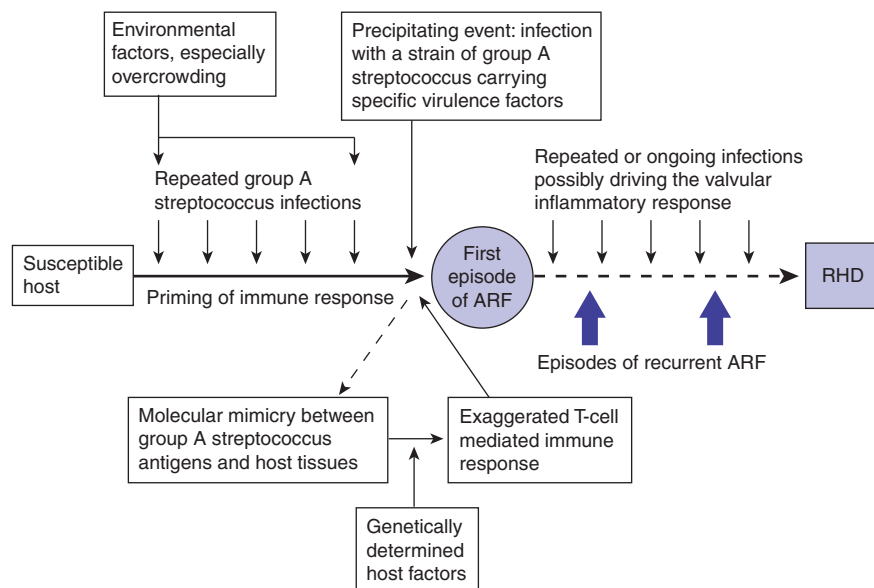 Environmental
factors, especially
overcrowding
Precipitating event: infection
with a strain of group A
streptococcus carrying
specific virulence factors
Repeated group A
streptococcus infections
Repeated or ongoing infections
possibly driving the valvular
inflammatory response
Susceptible
host
Priming of immune response
First
episode
of ARF
RHD
Episodes of recurrent ARF
Molecular mimicry between
group A streptococcus
antigens and host tissues
Exaggerated T-cell
mediated immune
response
Genetically
determined
host factors